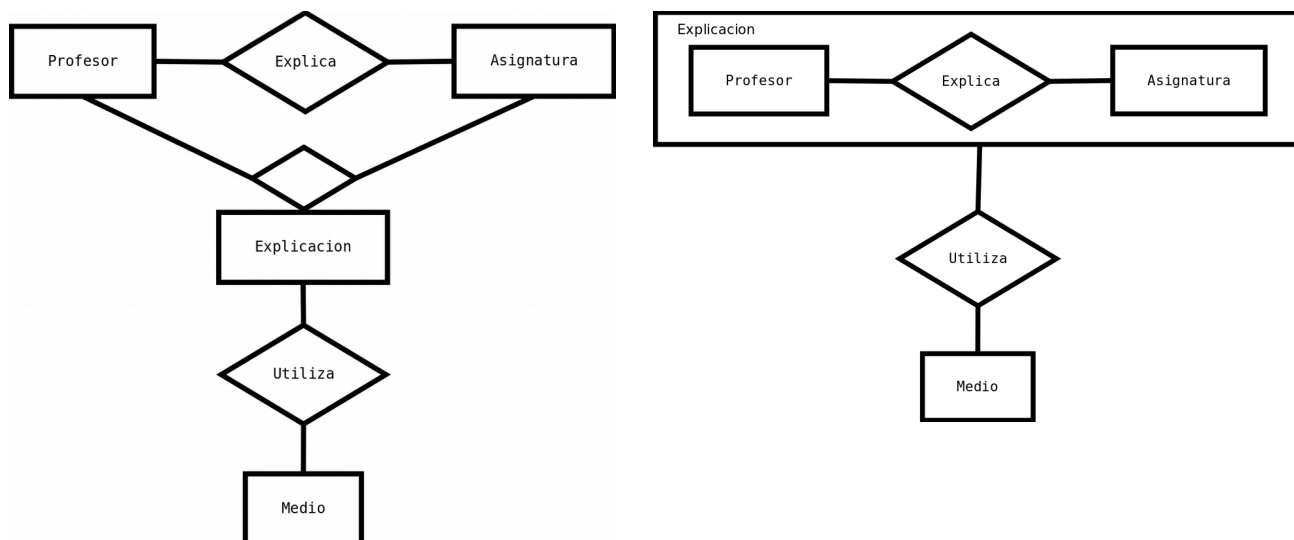 Profesor
Explica
Asignatura
Explicacion
Utiliza
Medio
Explicacion
Profesor
Explica
Asignatura
Utiliza
Medio